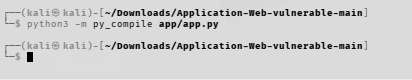 ┌──(kali㉿kali)-[~/Downloads/Application-Web-vulnerable-main]
└─$ python3 -m py_compile app/app.py
┌──(kali㉿kali)-[~/Downloads/Application-Web-vulnerable-main]
└─$